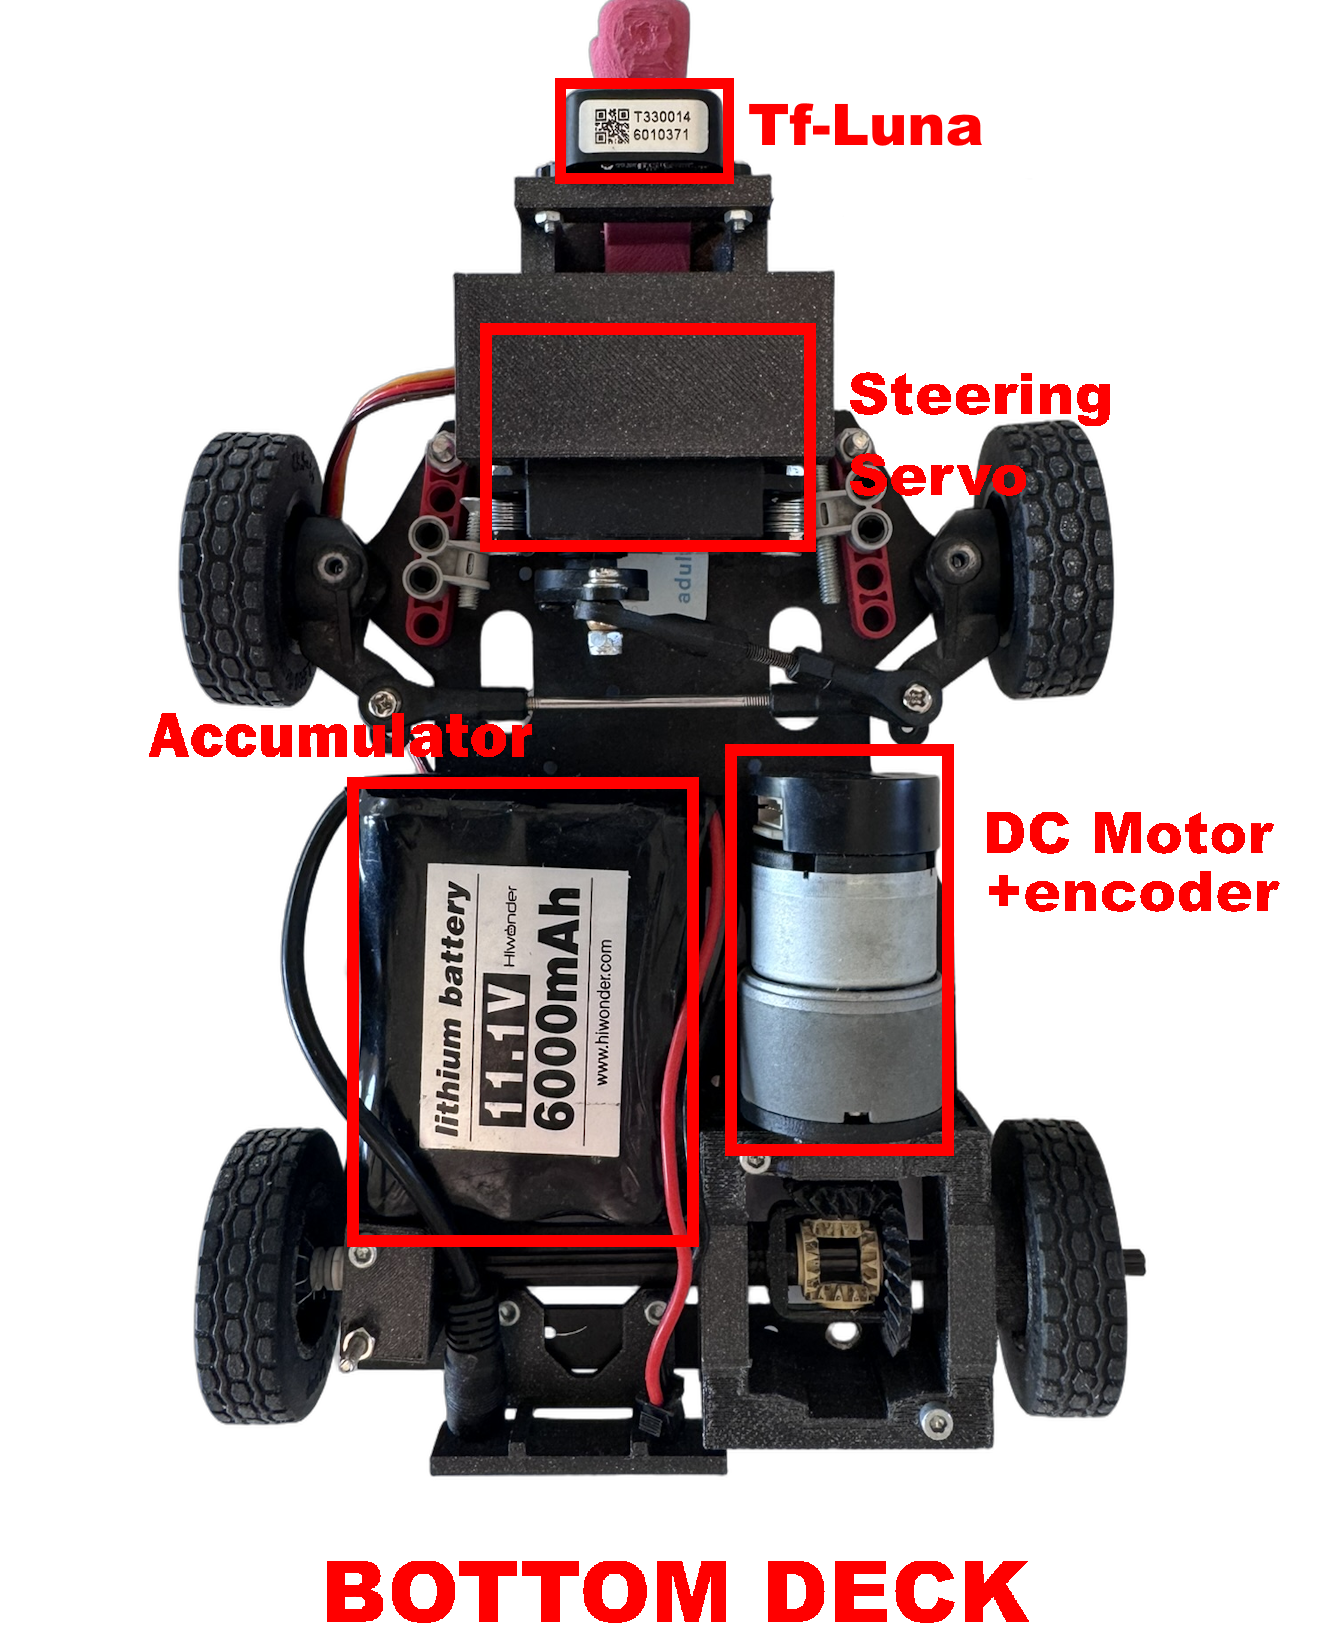 T330014
6010371
Tf-Luna
Steering
Servo
adul
Accumulator
DC Motor
+encoder
lithium battery
11.1V
Hiwonder
6000mAh
www.hiwonder.com
BOTTOM DECK